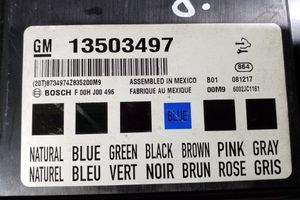 GM 13503497
864
(20T)8734974Z835200M9 ASSEMBLED IN MEXICO B01 081217
BOSCH F 00H J00 496 FABRIQUE AU MEXIQUE 00M9 6002JC1161
BLUE
NATURAL BLUE GREEN BLACK BROWN PINK GRAY
NATUREL BLEU VERT NOIR BRUN ROSE GRIS